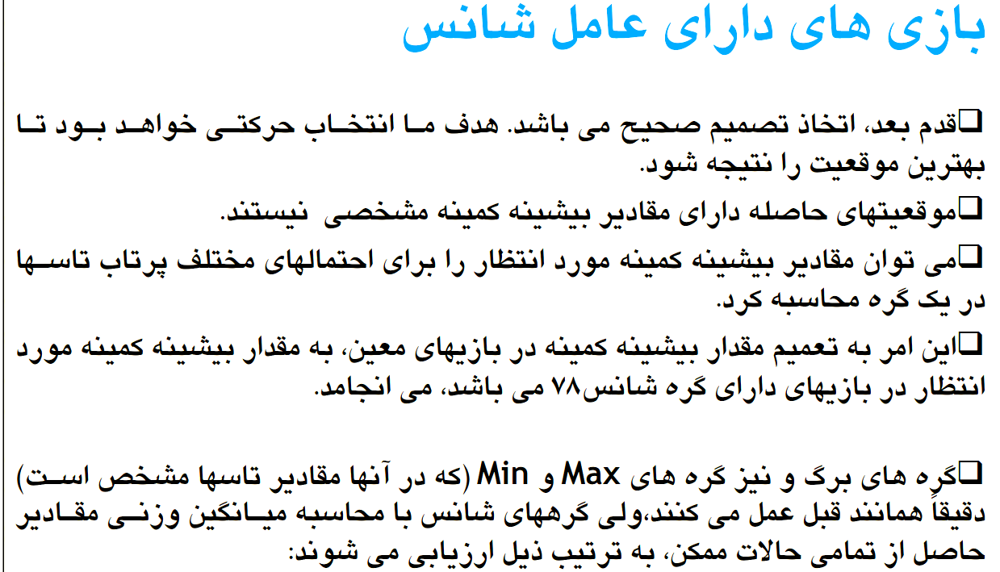 بازی های دارای عامل شانس
❑قدم بعد، اتخاذ تصمیم صحیح می باشد. هدف ما انتخاب حرکتی خواهد بود تا
بهترین موقعیت را نتیجه شود.
❑موقعیتهای حاصله دارای مقادیر بیشینه کمینه مشخصی نیستند.
❑می توان مقادیر بیشینه کمینه مورد انتظار را برای احتمالهای مختلف پرتاب تاسها
در یک گره محاسبه کرد.
❑این امر به تعمیم مقدار بیشینه کمینه در بازیهای معین، به مقدار بیشینه کمینه مورد
انتظار در بازیهای دارای گره شانس۷۸ می باشد، می انجامد.
❑گره های برگ و نیز گره های Max و Min (که در آنها مقادیر تاسها مشخص است)
دقیقاً همانند قبل عمل می کنند،ولی گرههای شانس با محاسبه میانگین وزنی مقادیر
حاصل از تمامی حالات ممکن، به ترتیب ذیل ارزیابی می شوند: